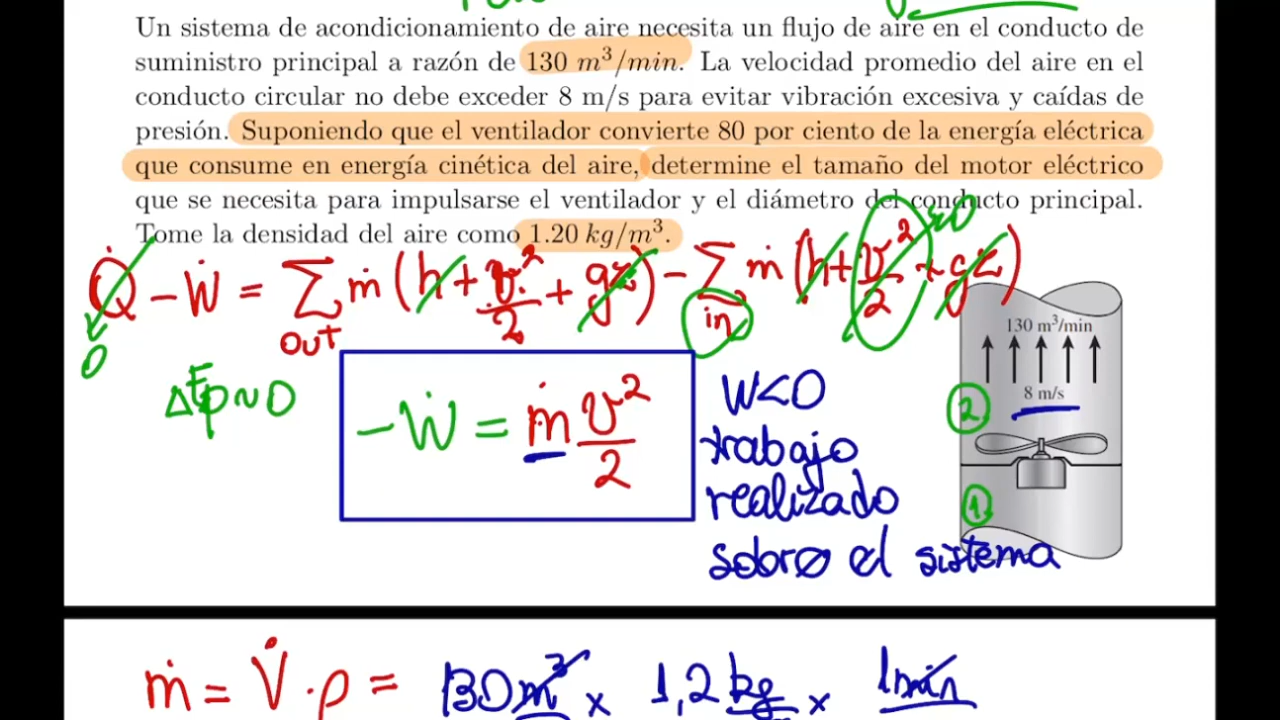 Un sistema de acondicionamiento de aire necesita un flujo de aire en el conducto de
suministro principal a razón de 130 m³/min. La velocidad promedio del aire en el
conducto circular no debe exceder 8 m/s para evitar vibración excesiva y caídas de
presión. Suponiendo que el ventilador convierte 80 por ciento de la energía eléctrica
que consume en energía cinética del aire, determine el tamaño del motor eléctrico
que se necesita para impulsarse el ventilador y el diámetro del conducto principal.
Tome la densidad del aire como 1.20 kg/m³.
≈0
Q̇ - Ẇ = ∑ ṁ (h + v²/2 + gz) - ∑ ṁ (h + v²/2 + gz)
OUT in
0
ΔEp ~ 0
-Ẇ = ṁ v²/2
W<0
trabajo
realizado
sobre el sistema
130 m³/min
8 m/s
2
1
ṁ = V̇ · ρ = 130 m³ × 1,2 kg × 1 min